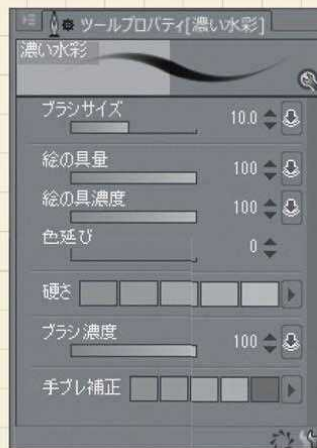 ツールプロパティ[濃い水彩]
濃い水彩
ブラシサイズ 10.0
絵の具量 100
絵の具濃度 100
色延び 0
硬さ
ブラシ濃度 100
手ブレ補正